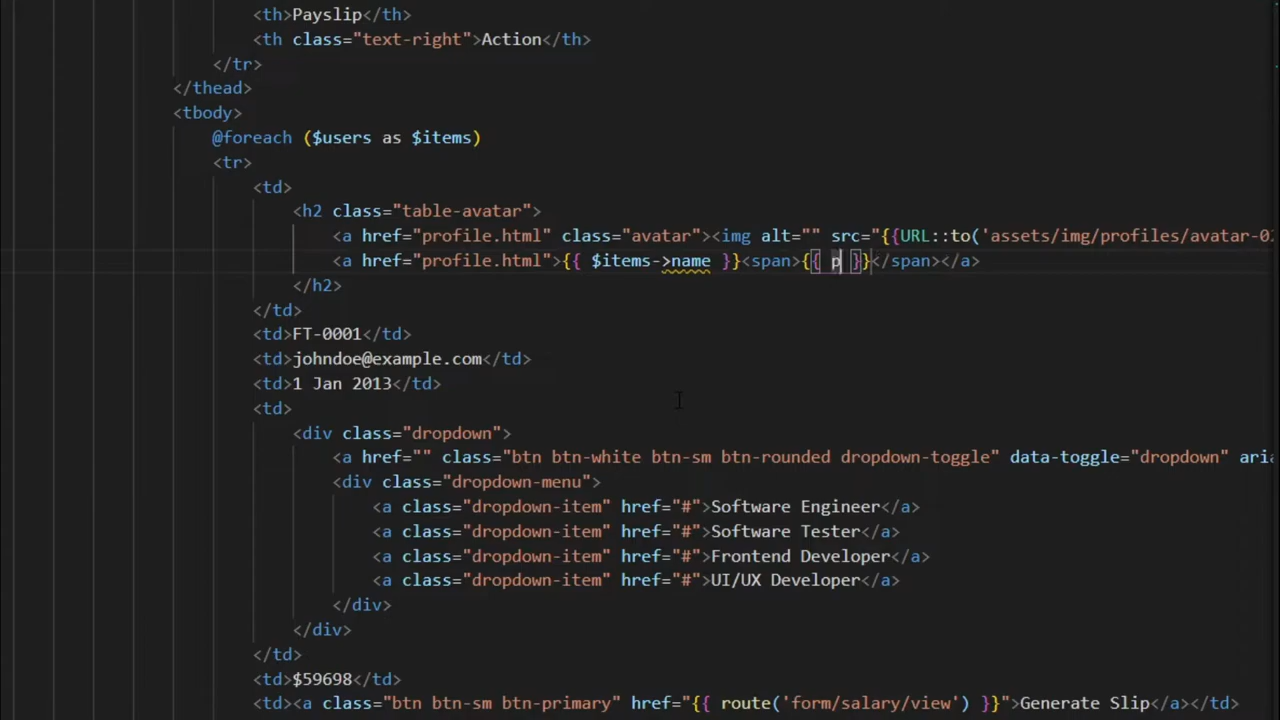 <th>Payslip</th>
<th class="text-right">Action</th>
</tr>
</thead>
<tbody>
@foreach ($users as $items)
<tr>
<td>
<h2 class="table-avatar">
<a href="profile.html" class="avatar"><img alt="" src="{{URL::to('assets/img/profiles/avatar-0
<a href="profile.html">{{ $items->name }}<span>{{ p }}</span></a>
</h2>
</td>
<td>FT-0001</td>
<td>johndoe@example.com</td>
<td>1 Jan 2013</td>
<td>
<div class="dropdown">
<a href="" class="btn btn-white btn-sm btn-rounded dropdown-toggle" data-toggle="dropdown" aria
<div class="dropdown-menu">
<a class="dropdown-item" href="#">Software Engineer</a>
<a class="dropdown-item" href="#">Software Tester</a>
<a class="dropdown-item" href="#">Frontend Developer</a>
<a class="dropdown-item" href="#">UI/UX Developer</a>
</div>
</div>
</td>
<td>$59698</td>
<td><a class="btn btn-sm btn-primary" href="{{ route('form/salary/view') }}">Generate Slip</a></td>